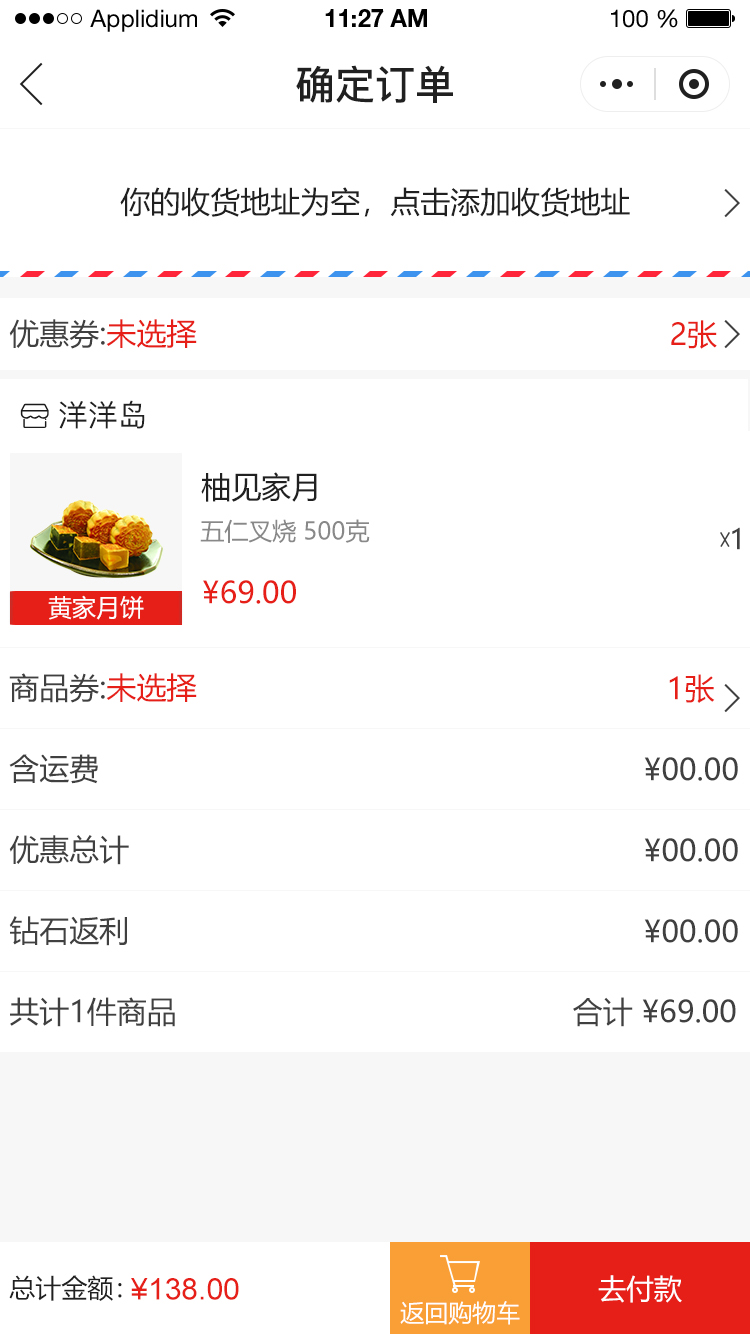 Applidium 11:27 AM 100 %
确定订单
你的收货地址为空，点击添加收货地址
优惠券:未选择 2张
洋洋岛
柚见家月
五仁叉烧 500克
x1
¥69.00
黄家月饼
商品券:未选择 1张
含运费 ¥00.00
优惠总计 ¥00.00
钻石返利 ¥00.00
共计1件商品 合计 ¥69.00
总计金额: ¥138.00
返回购物车
去付款